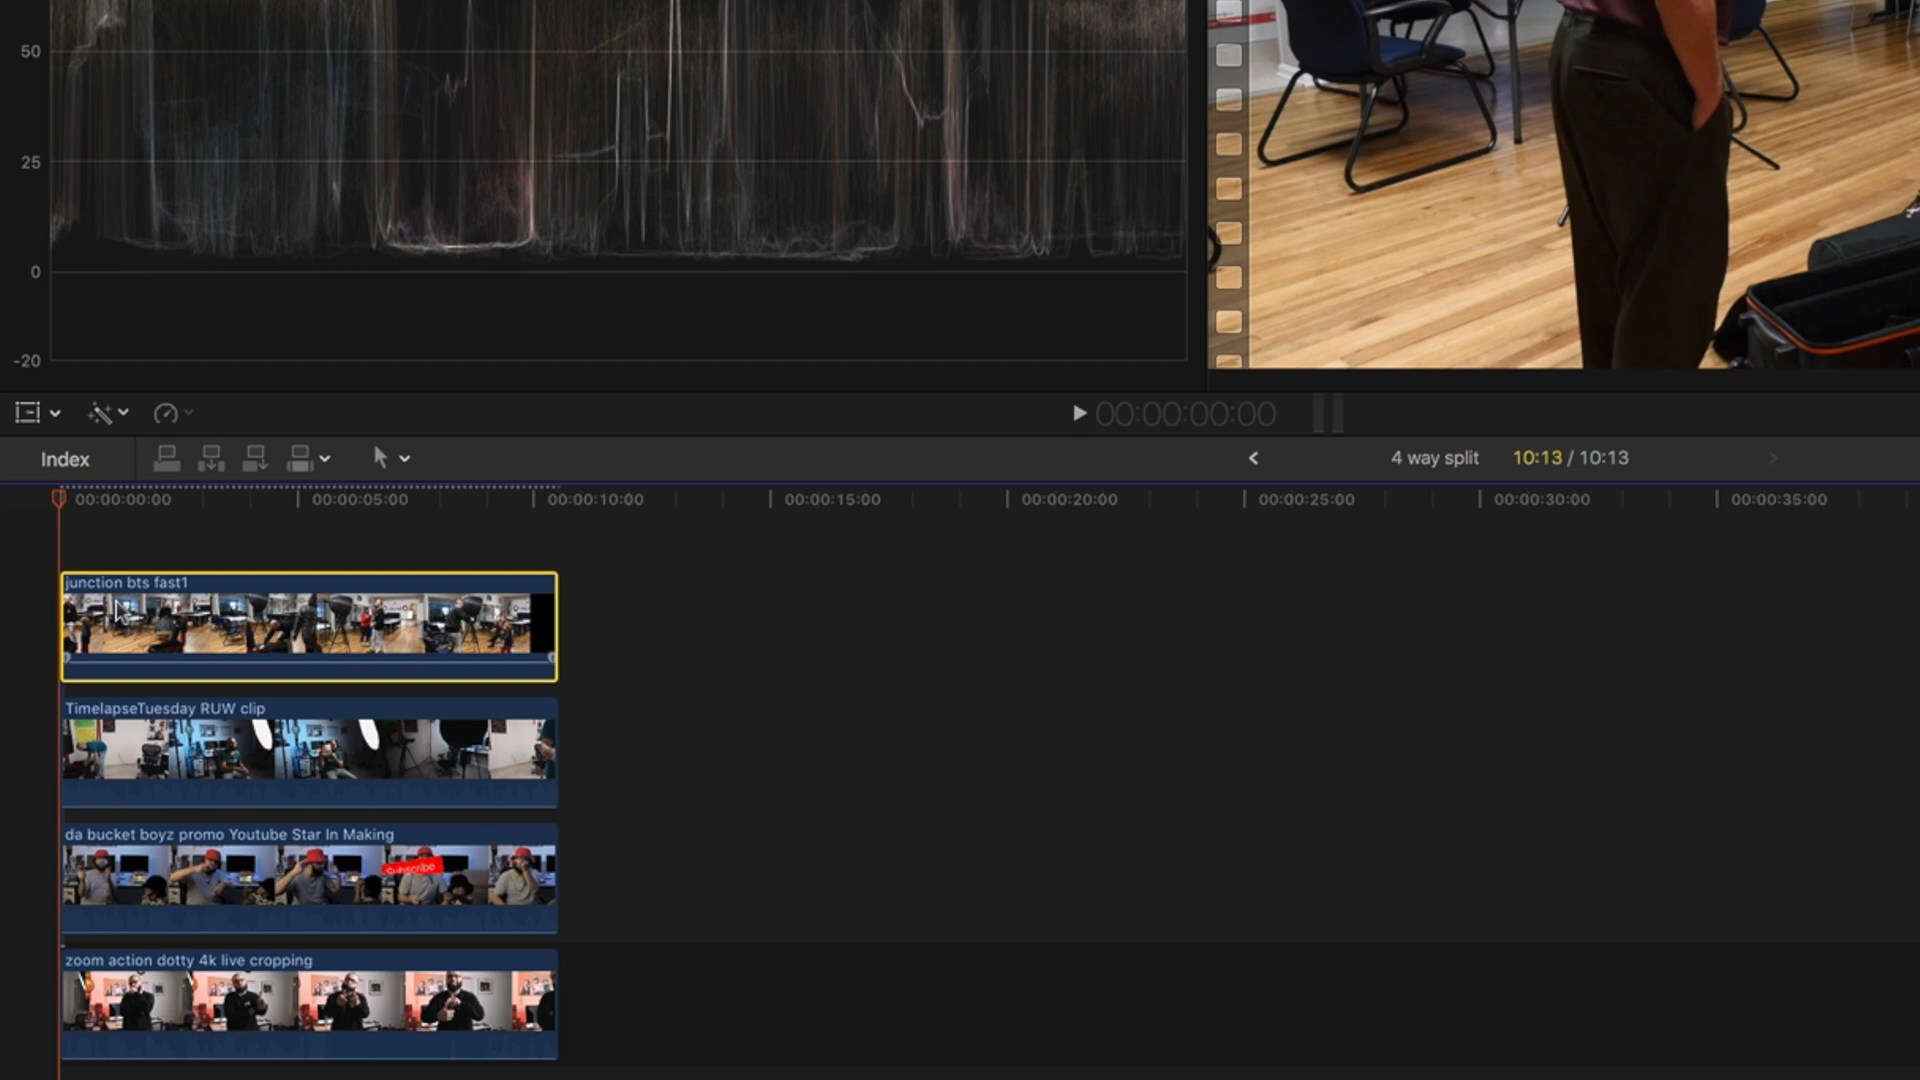 50
25
0
-20
00:00:00:00
Index
4 way split 10:13 / 10:13
00:00:00:00 00:00:05:00 00:00:10:00 00:00:15:00 00:00:20:00 00:00:25:00 00:00:30:00 00:00:35:00
junction bts fast1
TimelapseTuesday RUW clip
da bucket boyz promo Youtube Star In Making
subscribe
zoom action dotty 4k live cropping